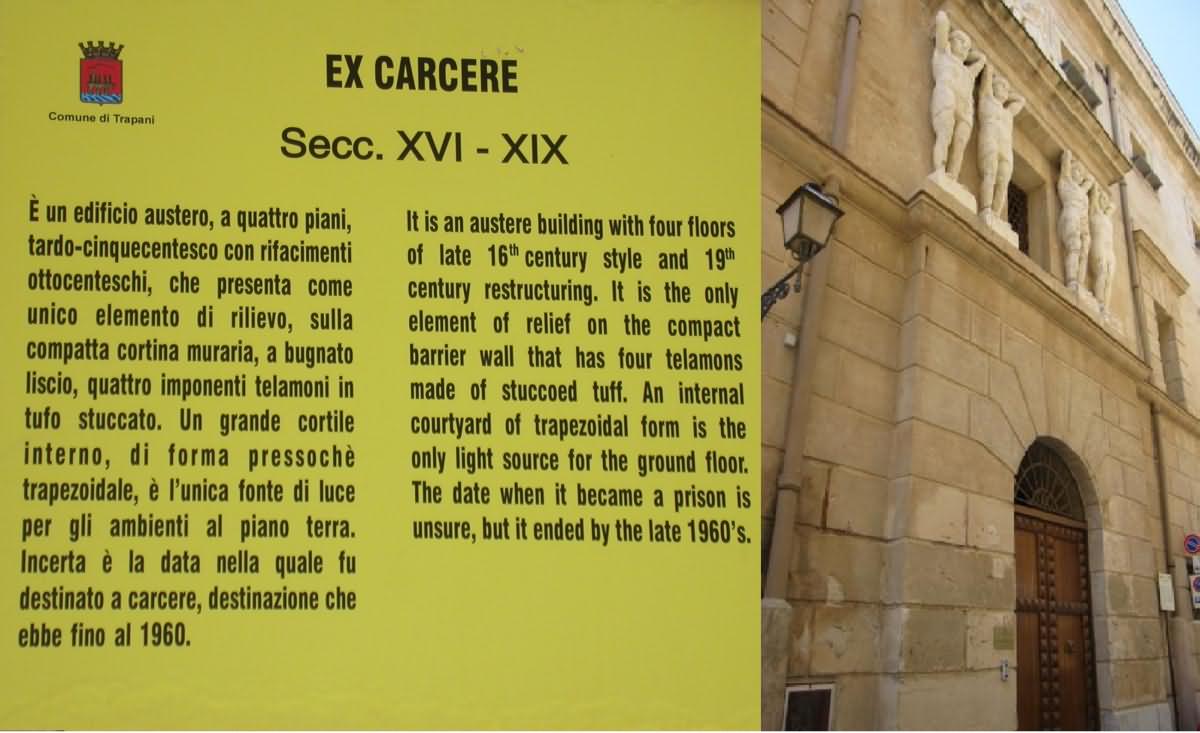 Comune di Trapani
EX CARCERE
Secc. XVI - XIX
È un edificio austero, a quattro piani,
tardo-cinquecentesco con rifacimenti
ottocenteschi, che presenta come
unico elemento di rilievo, sulla
compatta cortina muraria, a bugnato
liscio, quattro imponenti telamoni in
tufo stuccato. Un grande cortile
interno, di forma pressochè
trapezoidale, è l'unica fonte di luce
per gli ambienti al piano terra.
Incerta è la data nella quale fu
destinato a carcere, destinazione che
ebbe fino al 1960.
It is an austere building with four floors
of late 16th century style and 19th
century restructuring. It is the only
element of relief on the compact
barrier wall that has four telamons
made of stuccoed tuff. An internal
courtyard of trapezoidal form is the
only light source for the ground floor.
The date when it became a prison is
unsure, but it ended by the late 1960's.